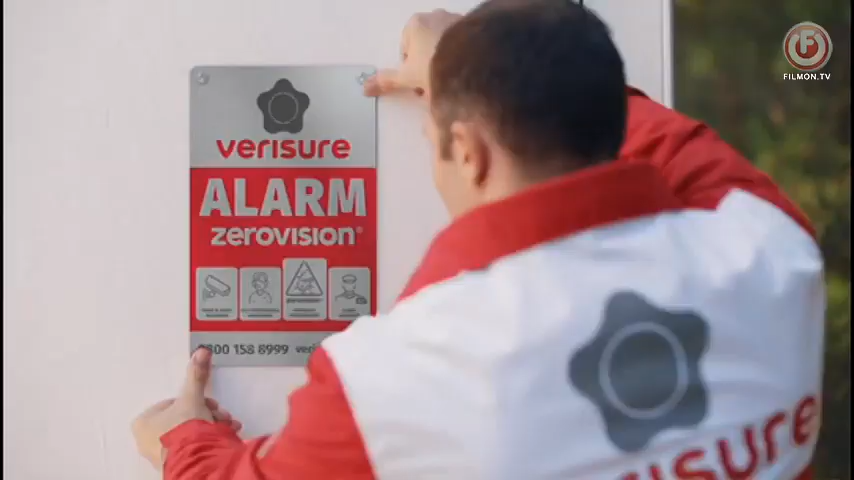 FILMON.TV
verisure
ALARM
zerovision®
0800 158 8999
verisure